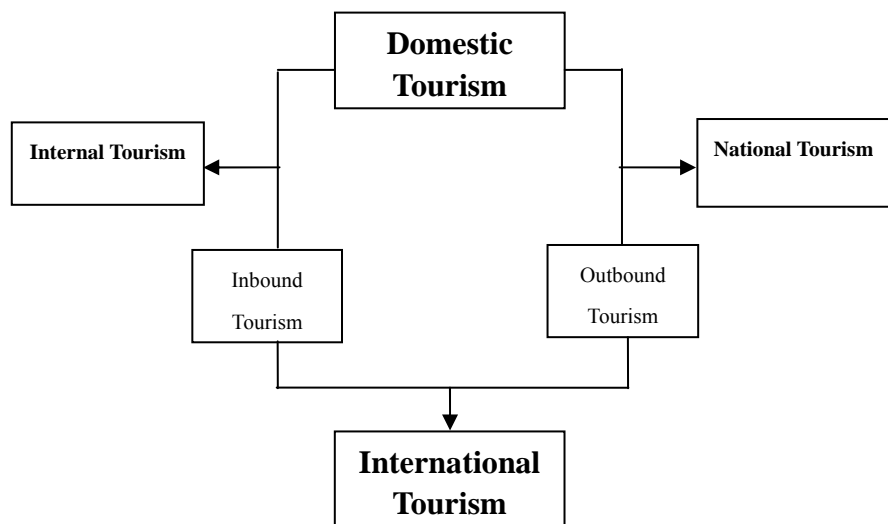 Domestic
Tourism
Internal Tourism
National Tourism
Inbound
Tourism
Outbound
Tourism
International
Tourism